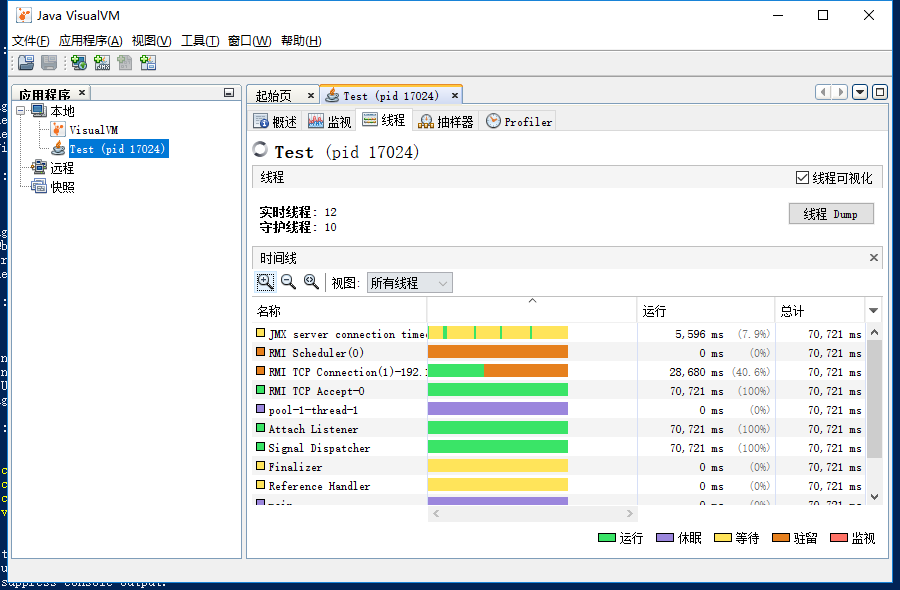 Java VisualVM
文件(F) 应用程序(A) 视图(V) 工具(T) 窗口(W) 帮助(H)
应用程序 ×
本地
VisualVM
Test (pid 17024)
远程
快照
起始页 × Test (pid 17024) ×
概述 监视 线程 抽样器 Profiler
Test (pid 17024)
线程 线程可视化
实时线程: 12
守护线程: 10
线程 Dump
时间线 ×
视图: 所有线程
名称 运行 总计
JMX server connection time 5,596 ms (7.9%) 70,721 ms
RMI Scheduler(0) 0 ms (0%) 70,721 ms
RMI TCP Connection(1)-192. 28,680 ms (40.6%) 70,721 ms
RMI TCP Accept-0 70,721 ms (100%) 70,721 ms
pool-1-thread-1 0 ms (0%) 70,721 ms
Attach Listener 70,721 ms (100%) 70,721 ms
Signal Dispatcher 70,721 ms (100%) 70,721 ms
Finalizer 0 ms (0%) 70,721 ms
Reference Handler 0 ms (0%) 70,721 ms
main 0 ms (0%) 70,721 ms
运行 休眠 等待 驻留 监视
suppress console output.